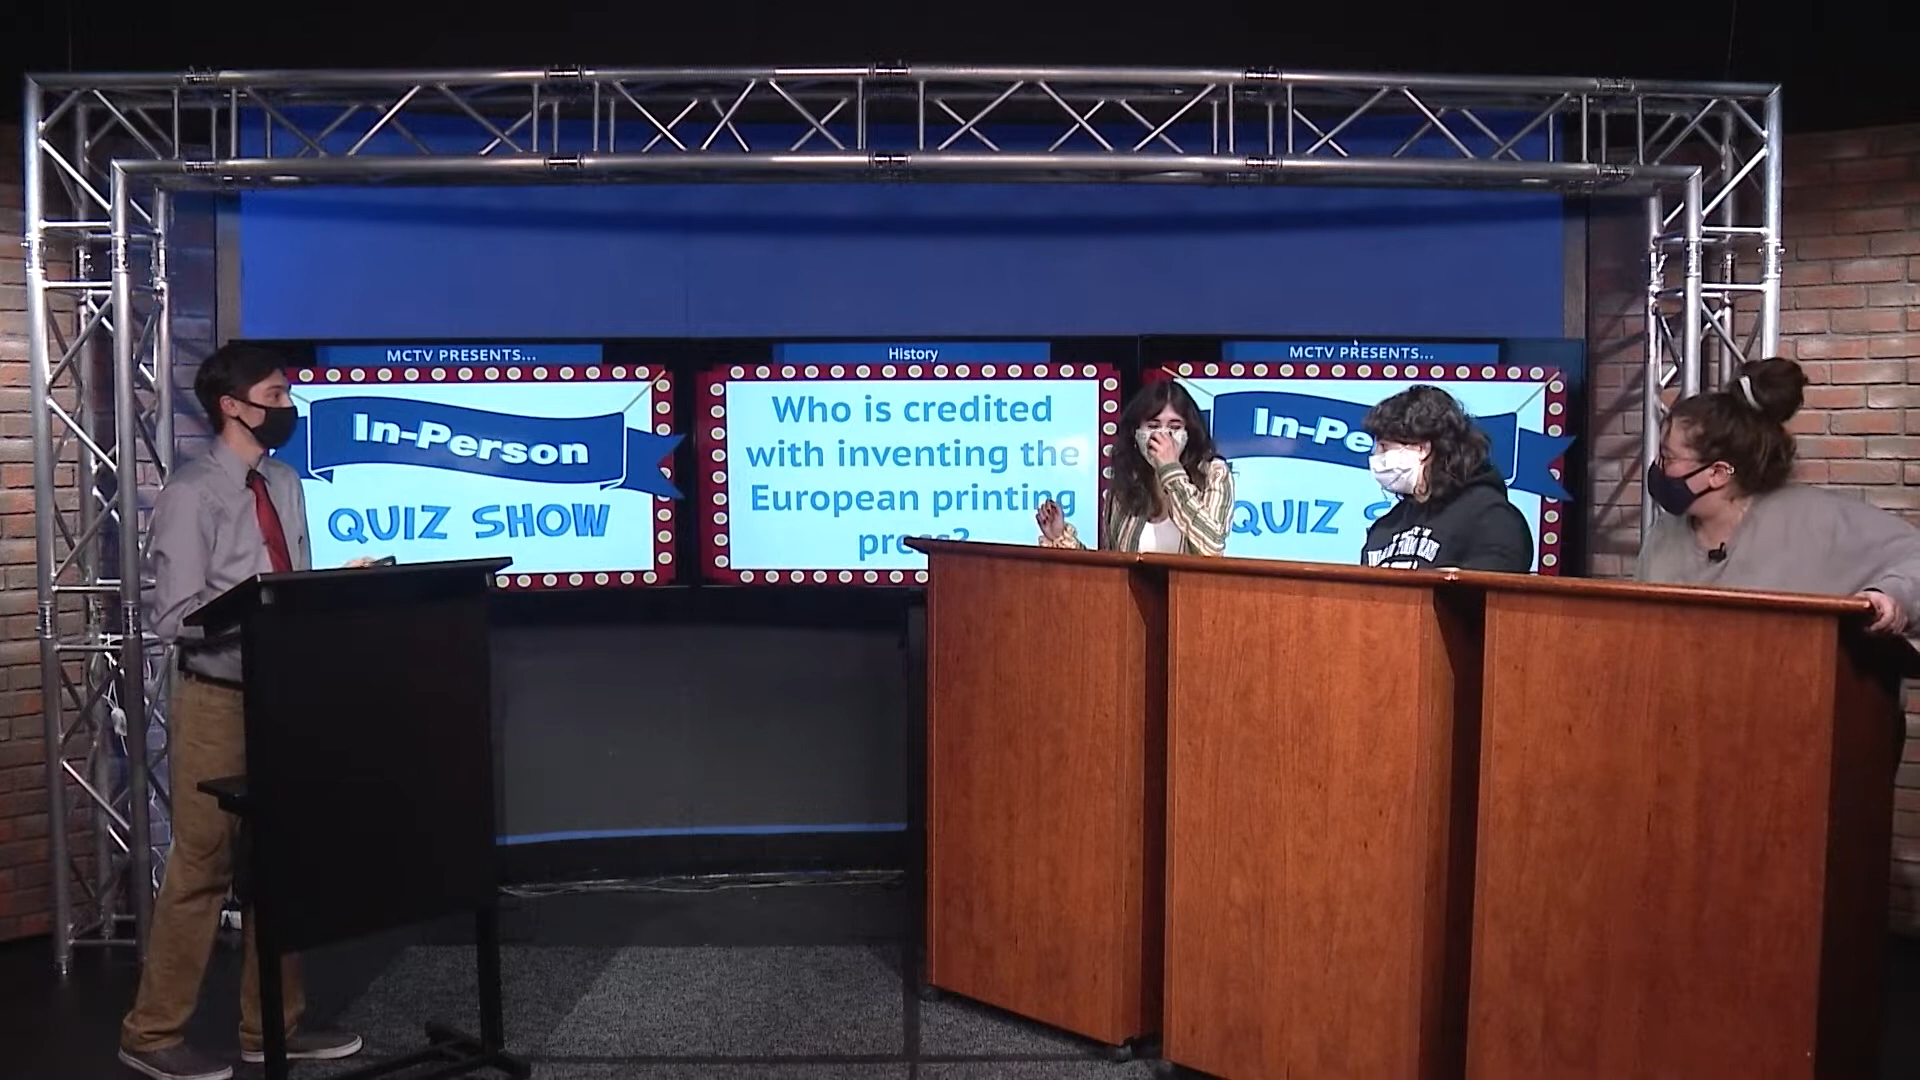 MCTV PRESENTS...
In-Person
QUIZ SHOW
History
Who is credited
with inventing the
European printing
press?
MCTV PRESENTS...
In-Pe
QUIZ S